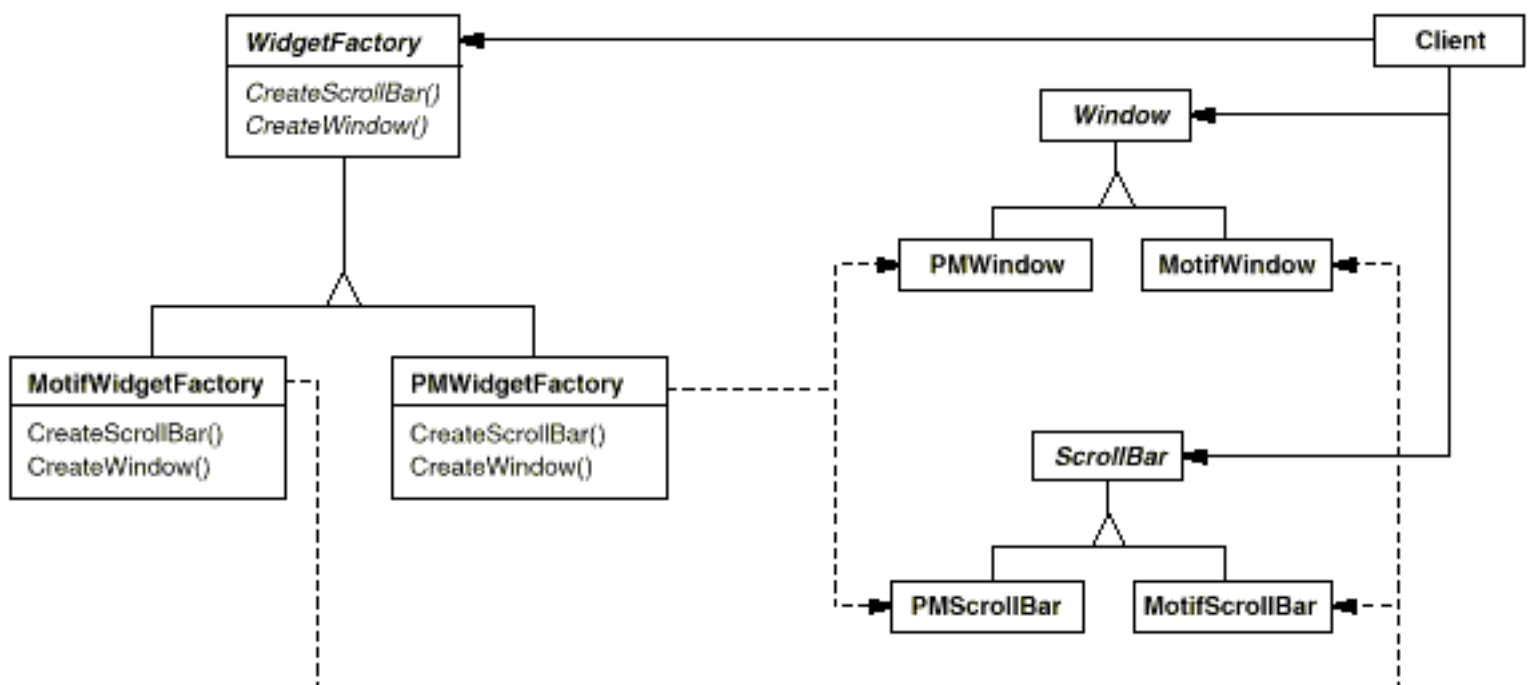 WidgetFactory
CreateScrollBar()
CreateWindow()
Client
Window
PMWindow
MotifWindow
MotifWidgetFactory
CreateScrollBar()
CreateWindow()
PMWidgetFactory
CreateScrollBar()
CreateWindow()
ScrollBar
PMScrollBar
MotifScrollBar